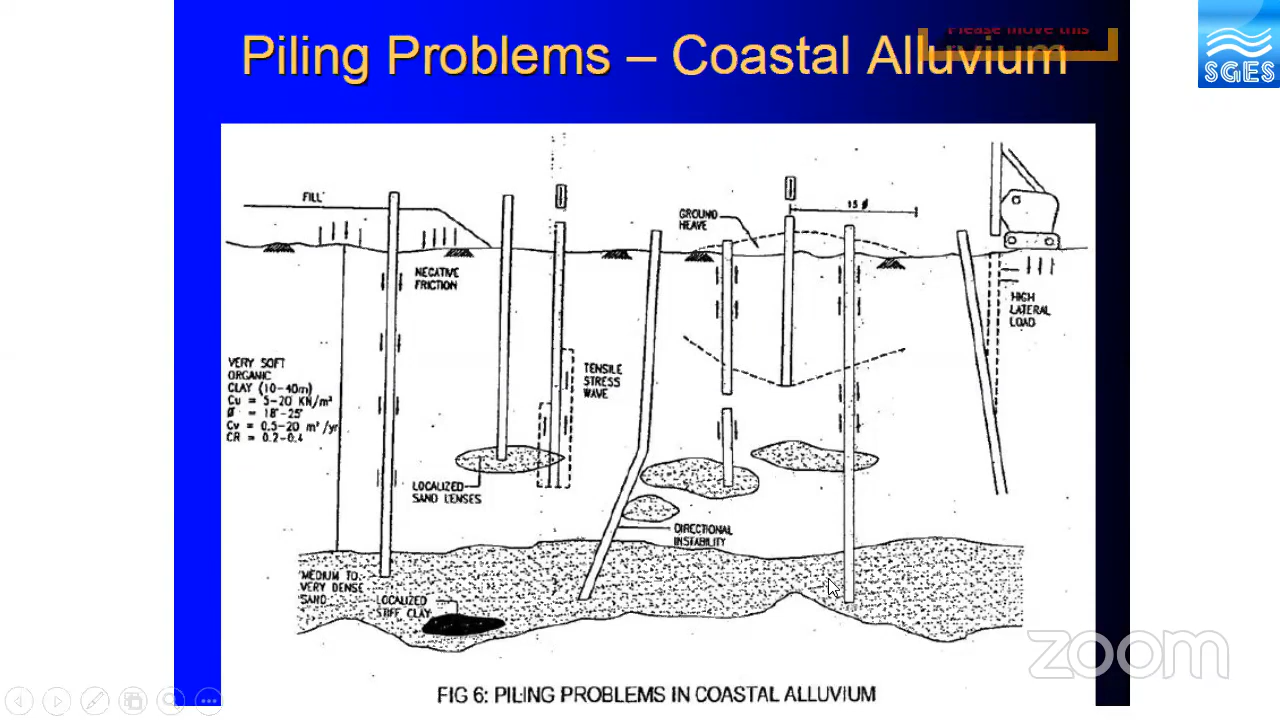 Piling Problems – Coastal Alluvium
Please move this
SGES
FILL
GROUND
HEAVE
15 Ø
NEGATIVE
FRICTION
HIGH
LATERAL
LOAD
VERY SOFT
ORGANIC
CLAY (10-40m)
Cu = 5-20 KN/m²
Ø = 18°-25°
Cv = 0.5-20 m²/yr
CR = 0.2-0.4
TENSILE
STRESS
WAVE
LOCALIZED
SAND LENSES
DIRECTIONAL
INSTABILITY
MEDIUM TO
VERY DENSE
SAND
LOCALIZED
STIFF CLAY
zoom
FIG 6: PILING PROBLEMS IN COASTAL ALLUVIUM